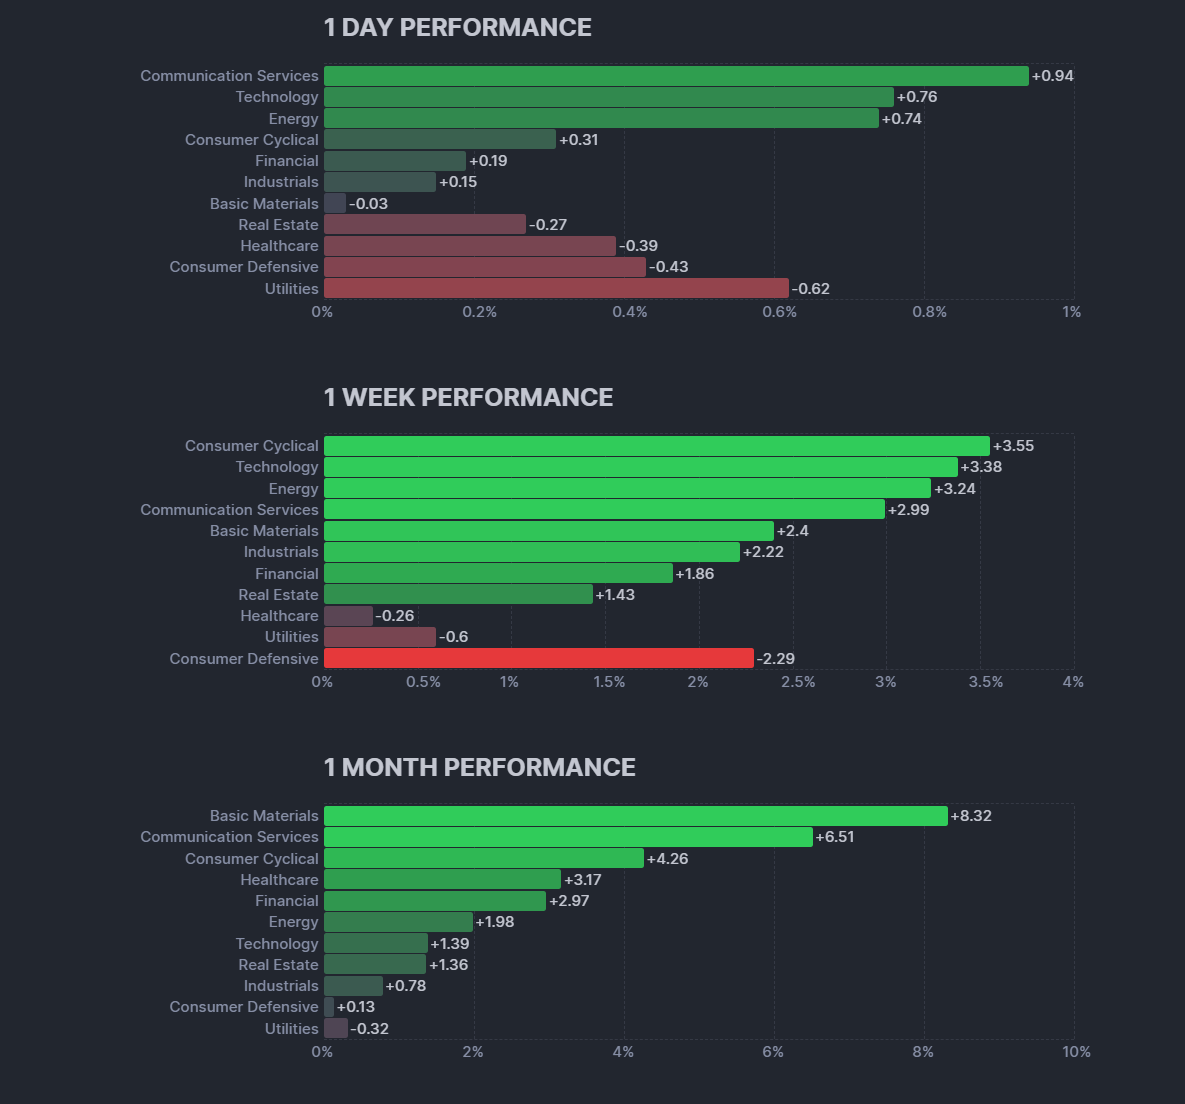 1 DAY PERFORMANCE
Communication Services +0.94
Technology +0.76
Energy +0.74
Consumer Cyclical +0.31
Financial +0.19
Industrials +0.15
Basic Materials -0.03
Real Estate -0.27
Healthcare -0.39
Consumer Defensive -0.43
Utilities -0.62
0% 0.2% 0.4% 0.6% 0.8% 1%
1 WEEK PERFORMANCE
Consumer Cyclical +3.55
Technology +3.38
Energy +3.24
Communication Services +2.99
Basic Materials +2.4
Industrials +2.22
Financial +1.86
Real Estate +1.43
Healthcare -0.26
Utilities -0.6
Consumer Defensive -2.29
0% 0.5% 1% 1.5% 2% 2.5% 3% 3.5% 4%
1 MONTH PERFORMANCE
Basic Materials +8.32
Communication Services +6.51
Consumer Cyclical +4.26
Healthcare +3.17
Financial +2.97
Energy +1.98
Technology +1.39
Real Estate +1.36
Industrials +0.78
Consumer Defensive +0.13
Utilities -0.32
0% 2% 4% 6% 8% 10%